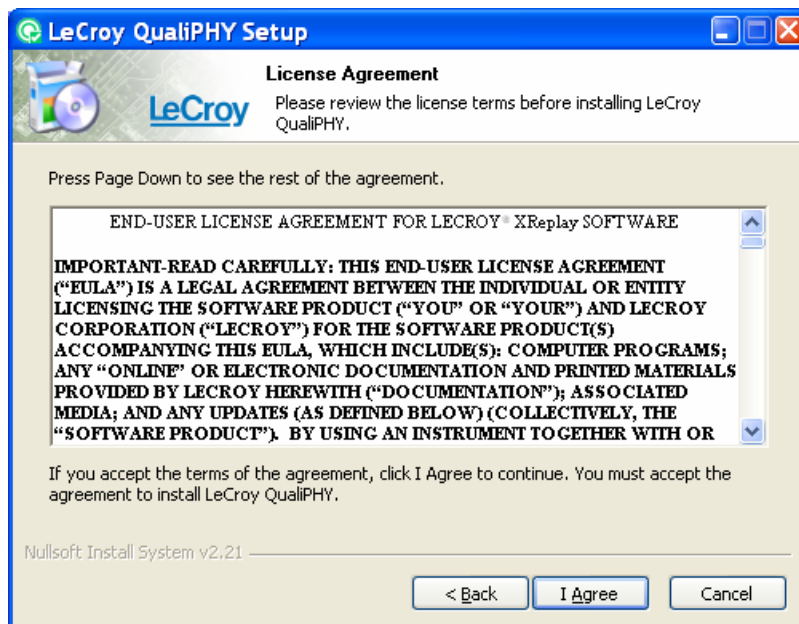 LeCroy QualiPHY Setup
License Agreement
LeCroy
Please review the license terms before installing LeCroy
QualiPHY.
Press Page Down to see the rest of the agreement.
END-USER LICENSE AGREEMENT FOR LECROY® XReplay SOFTWARE
IMPORTANT-READ CAREFULLY: THIS END-USER LICENSE AGREEMENT
(“EULA”) IS A LEGAL AGREEMENT BETWEEN THE INDIVIDUAL OR ENTITY
LICENSING THE SOFTWARE PRODUCT (“YOU” OR “YOUR”) AND LECROY
CORPORATION (“LECROY”) FOR THE SOFTWARE PRODUCT(S)
ACCOMPANYING THIS EULA, WHICH INCLUDE(S): COMPUTER PROGRAMS;
ANY “ONLINE” OR ELECTRONIC DOCUMENTATION AND PRINTED MATERIALS
PROVIDED BY LECROY HEREWITH (“DOCUMENTATION”); ASSOCIATED
MEDIA; AND ANY UPDATES (AS DEFINED BELOW) (COLLECTIVELY, THE
“SOFTWARE PRODUCT”).  BY USING AN INSTRUMENT TOGETHER WITH OR
If you accept the terms of the agreement, click I Agree to continue. You must accept the
agreement to install LeCroy QualiPHY.
Nullsoft Install System v2.21
< Back
I Agree
Cancel